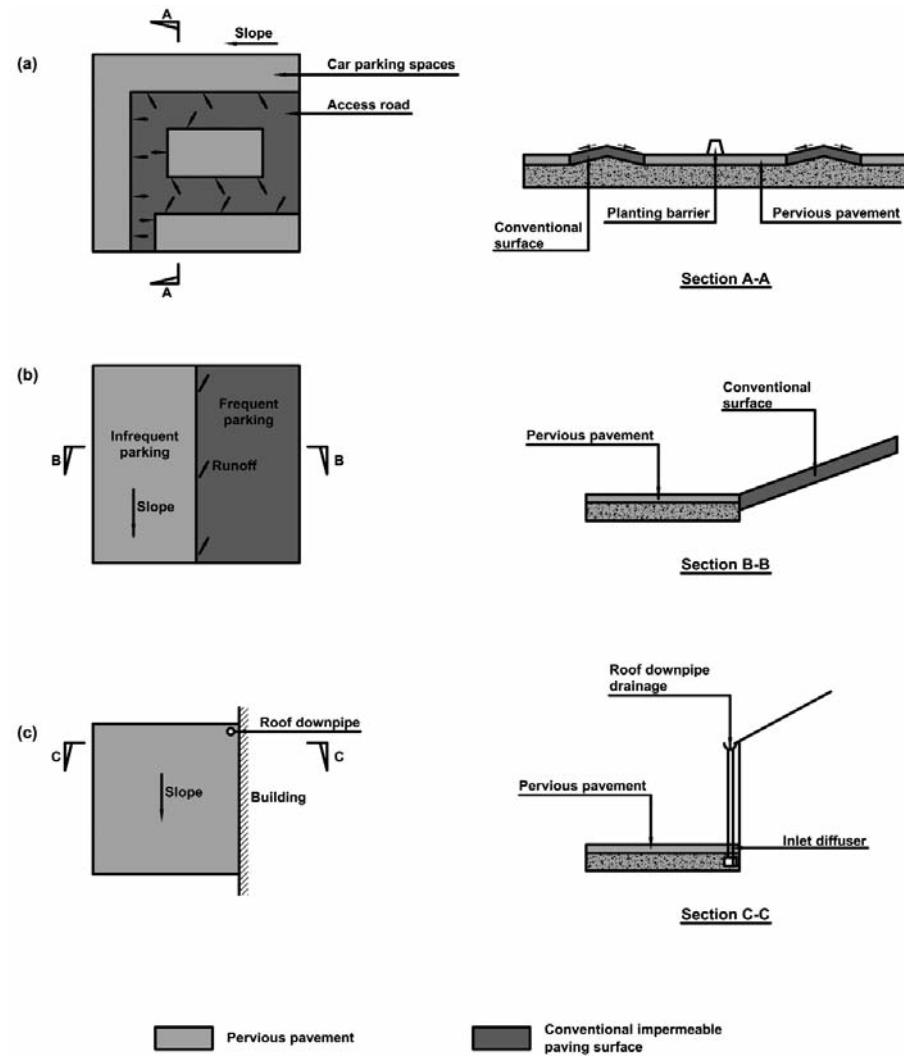 A
Slope
(a)
Car parking spaces
Access road
Conventional
surface
Planting barrier
Pervious pavement
A
Section A-A
(b)
Frequent
parking
Infrequent
parking
B
Runoff
B
Slope
Conventional
surface
Pervious pavement
Section B-B
(c)
Roof downpipe
C
C
Slope
Building
Roof downpipe
drainage
Pervious pavement
Inlet diffuser
Section C-C
Pervious pavement
Conventional impermeable
paving surface